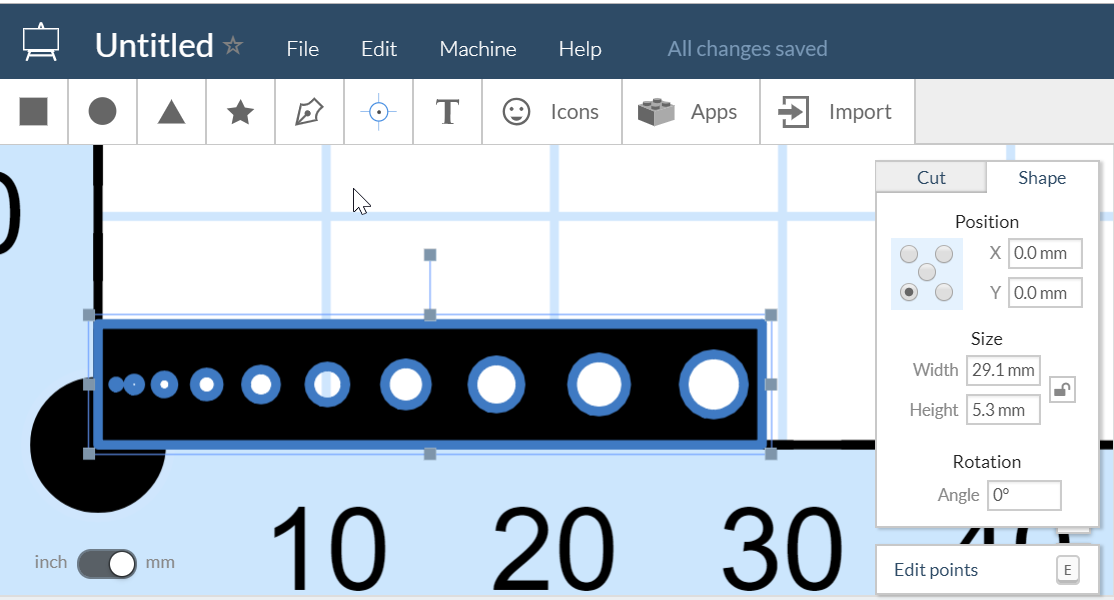 Untitled File Edit Machine Help All changes saved
T Icons Apps Import
0
Cut Shape
Position
X 0.0 mm
Y 0.0 mm
Size
Width 29.1 mm
Height 5.3 mm
Rotation
Angle 0°
10 20 30 40
inch mm
Edit points E